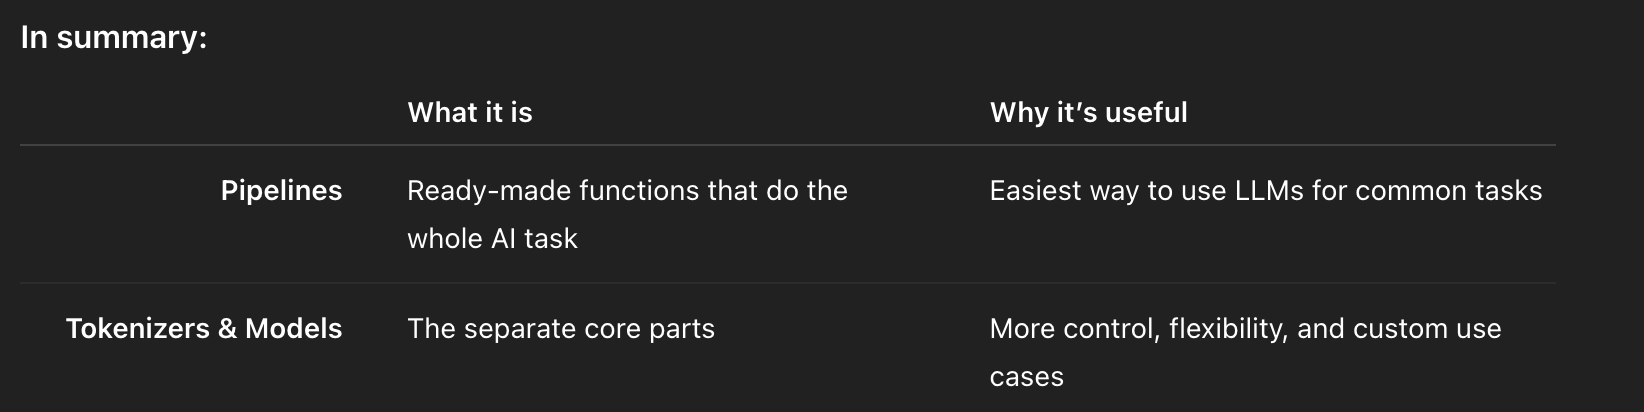 In summary:
What it is
Why it’s useful
Pipelines
Ready-made functions that do the
whole AI task
Easiest way to use LLMs for common tasks
Tokenizers & Models
The separate core parts
More control, flexibility, and custom use
cases